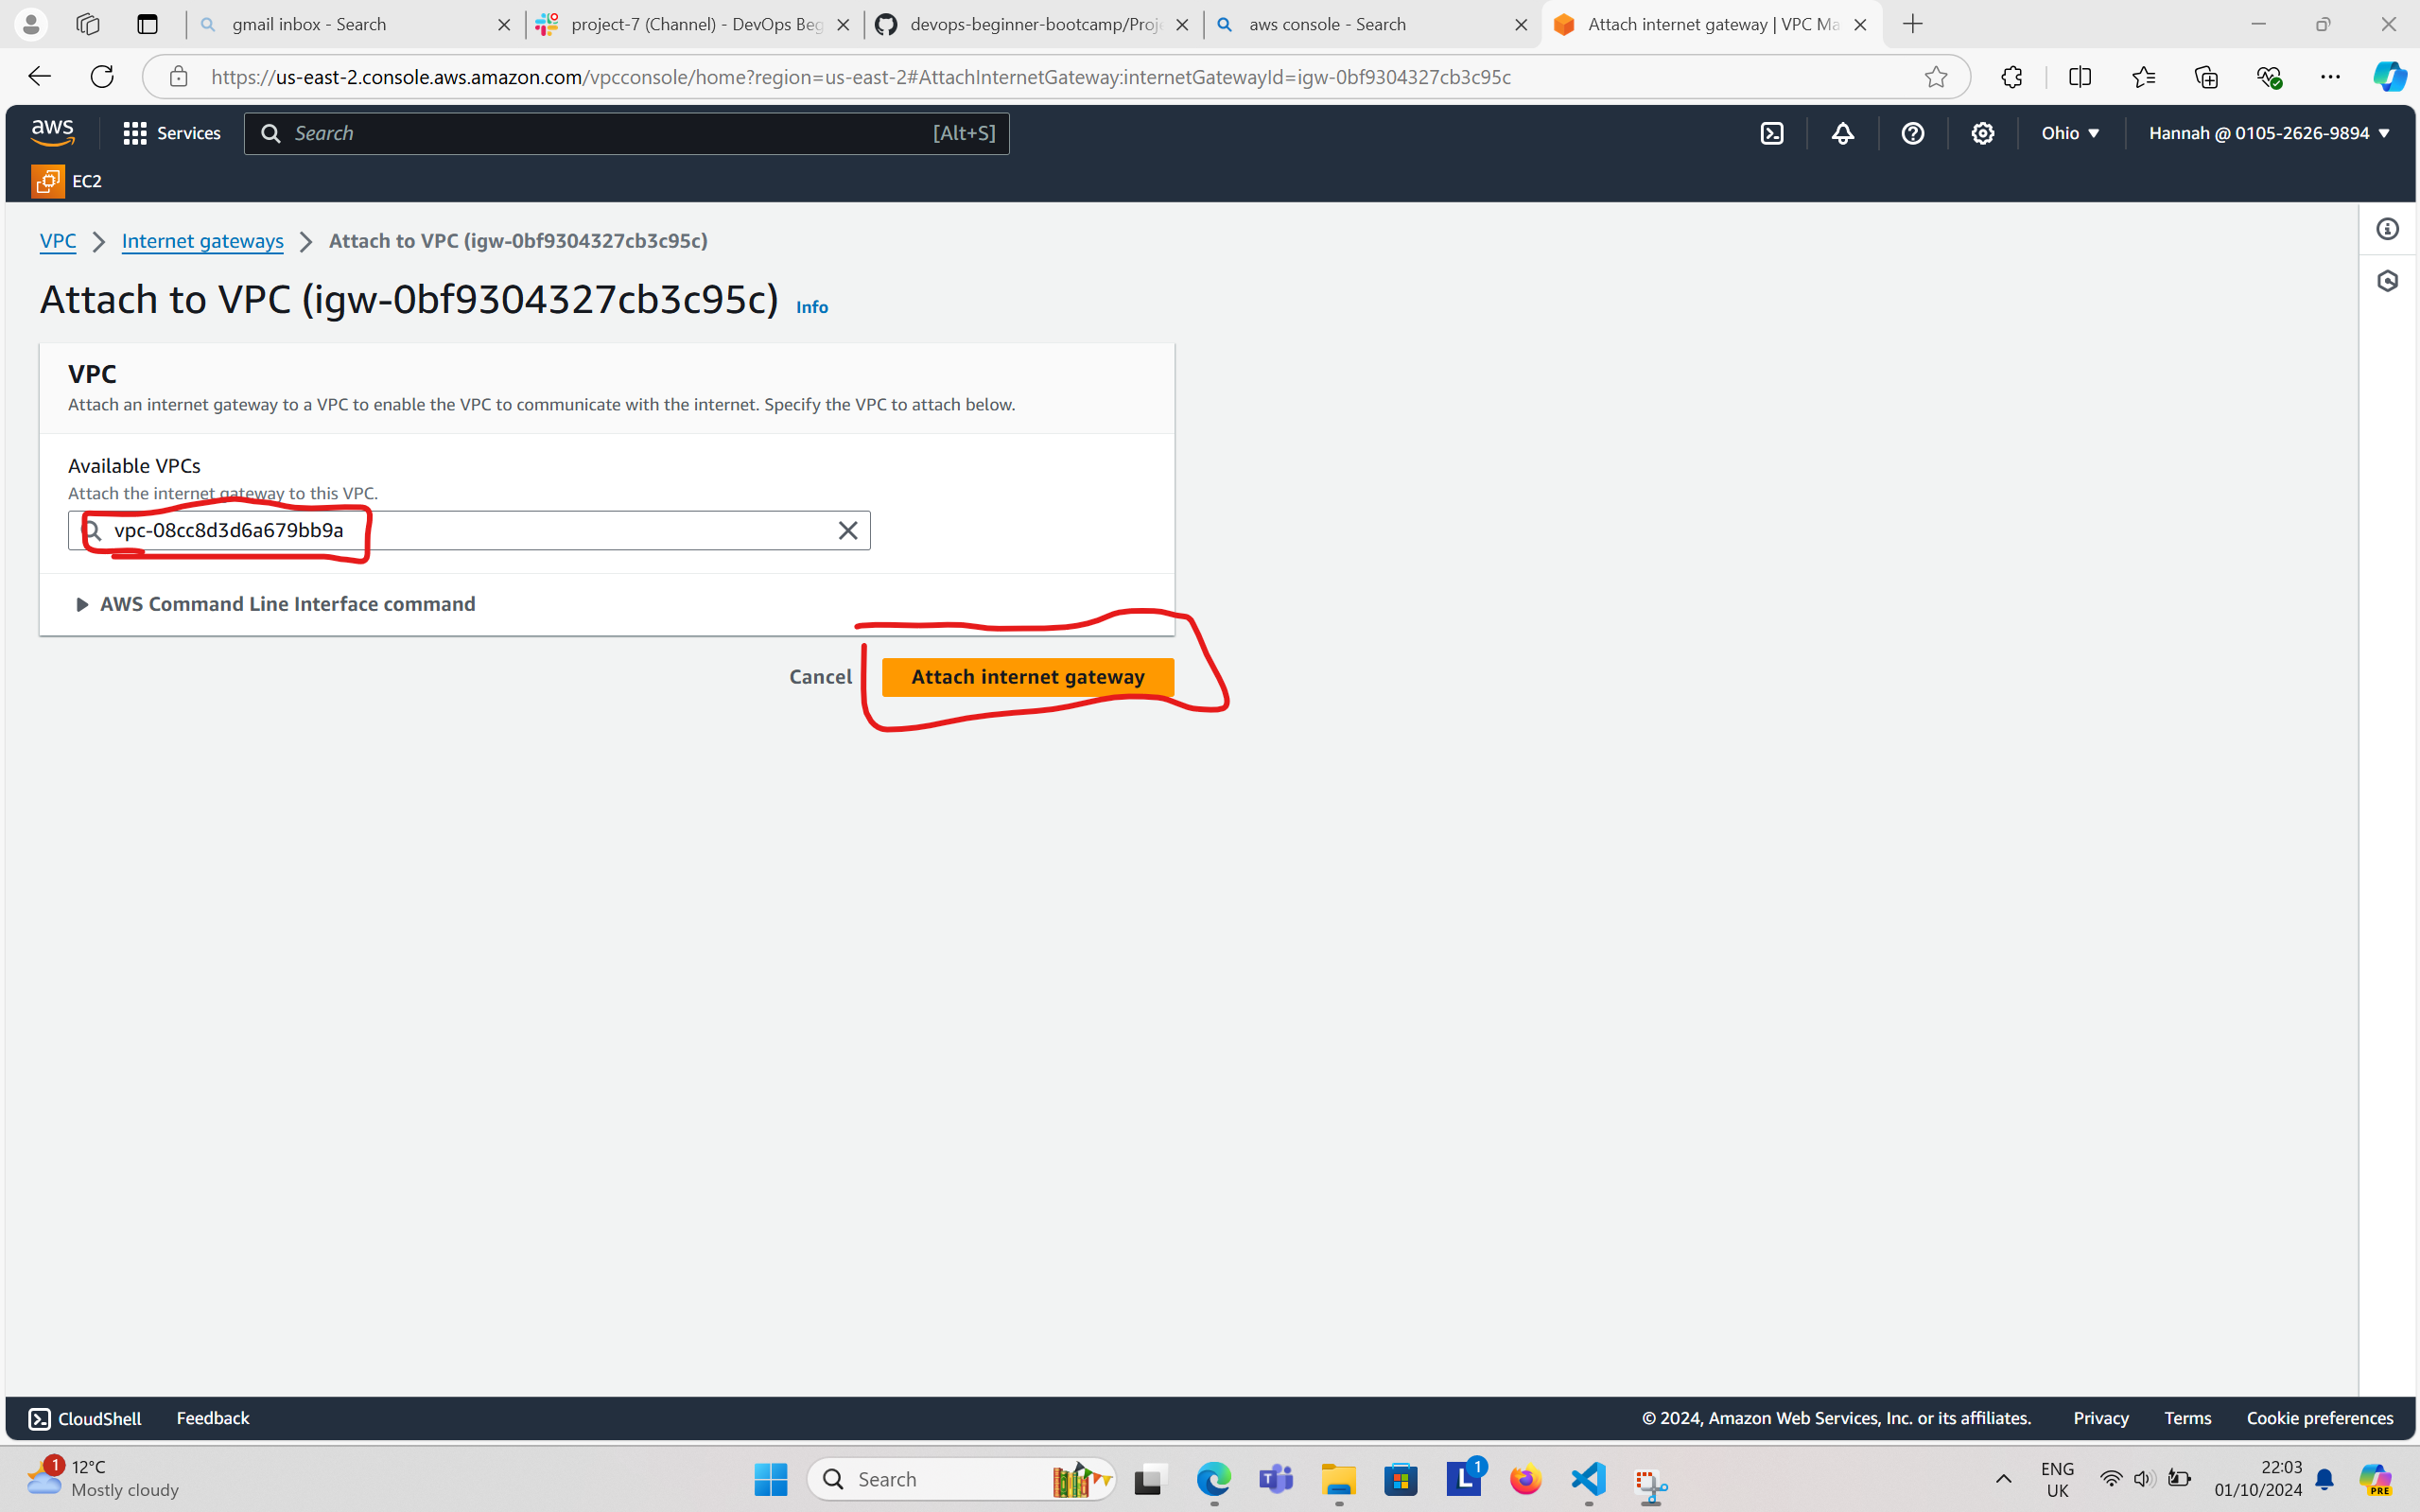 gmail inbox - Search
project-7 (Channel) - DevOps Beg
devops-beginner-bootcamp/Proje
aws console - Search
Attach internet gateway | VPC Ma
https://us-east-2.console.aws.amazon.com/vpcconsole/home?region=us-east-2#AttachInternetGateway:internetGatewayId=igw-0bf9304327cb3c95c
aws
Services
Search
[Alt+S]
Ohio
Hannah @ 0105-2626-9894
EC2
VPC
Internet gateways
Attach to VPC (igw-0bf9304327cb3c95c)
Attach to VPC (igw-0bf9304327cb3c95c) Info
VPC
Attach an internet gateway to a VPC to enable the VPC to communicate with the internet. Specify the VPC to attach below.
Available VPCs
Attach the internet gateway to this VPC.
vpc-08cc8d3d6a679bb9a
AWS Command Line Interface command
Cancel
Attach internet gateway
CloudShell
Feedback
© 2024, Amazon Web Services, Inc. or its affiliates.
Privacy
Terms
Cookie preferences
1
12°C
Mostly cloudy
Search
L
1
ENG
UK
22:03
01/10/2024
PRE